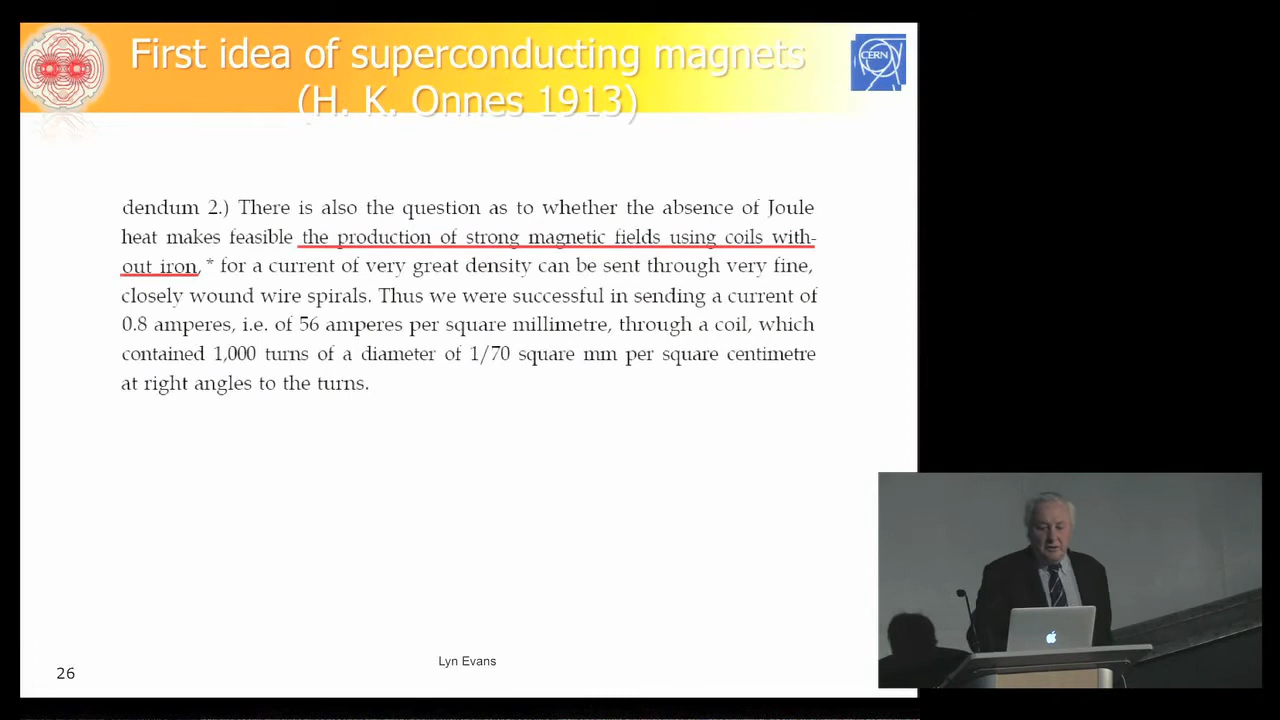 First idea of superconducting magnets
(H. K. Onnes 1913)
CERN
dendum 2.) There is also the question as to whether the absence of Joule
heat makes feasible the production of strong magnetic fields using coils with-
out iron,* for a current of very great density can be sent through very fine,
closely wound wire spirals. Thus we were successful in sending a current of
0.8 amperes, i.e. of 56 amperes per square millimetre, through a coil, which
contained 1,000 turns of a diameter of 1/70 square mm per square centimetre
at right angles to the turns.
Lyn Evans
26